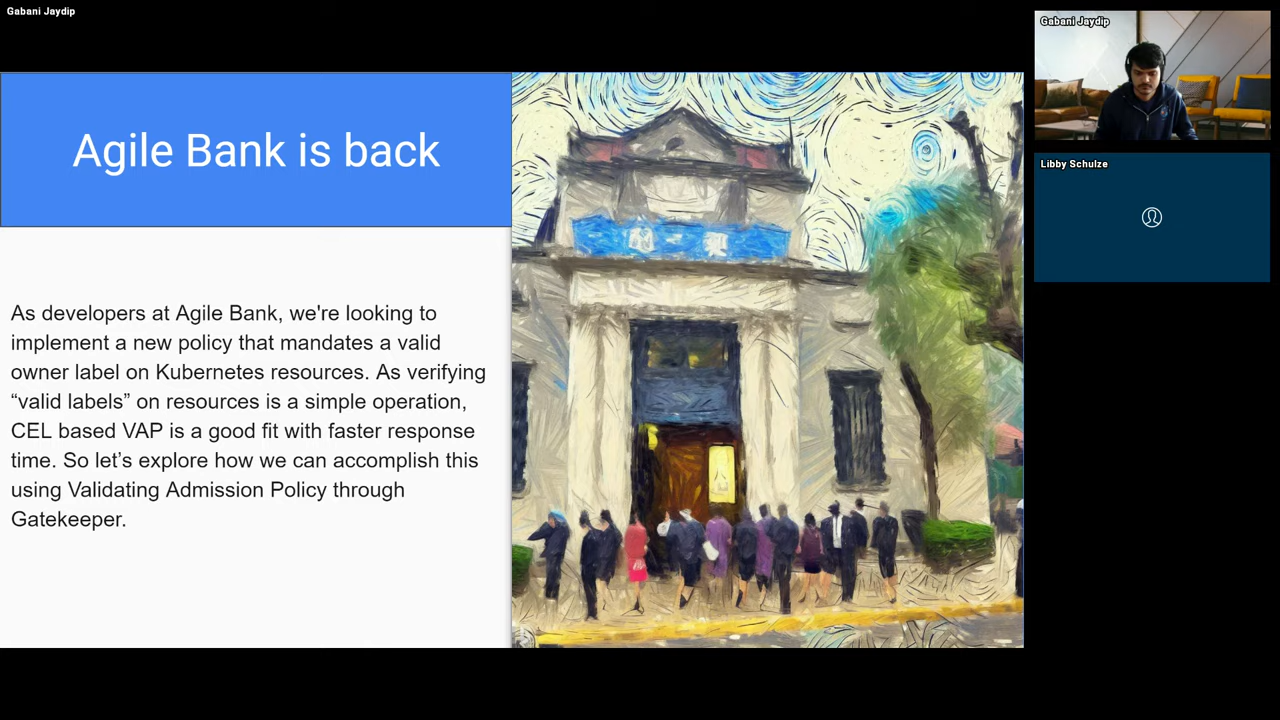 Gabani Jaydip
Agile Bank is back
As developers at Agile Bank, we're looking to
implement a new policy that mandates a valid
owner label on Kubernetes resources. As verifying
“valid labels” on resources is a simple operation,
CEL based VAP is a good fit with faster response
time. So let’s explore how we can accomplish this
using Validating Admission Policy through
Gatekeeper.
Gabani Jaydip
Libby Schulze